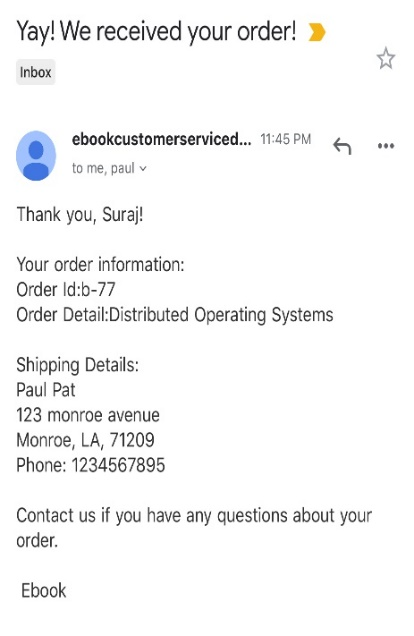 Yay! We received your order!
Inbox
ebookcustomerserviced... 11:45 PM
to me, paul
Thank you, Suraj!
Your order information:
Order Id:b-77
Order Detail:Distributed Operating Systems
Shipping Details:
Paul Pat
123 monroe avenue
Monroe, LA, 71209
Phone: 1234567895
Contact us if you have any questions about your
order.
Ebook